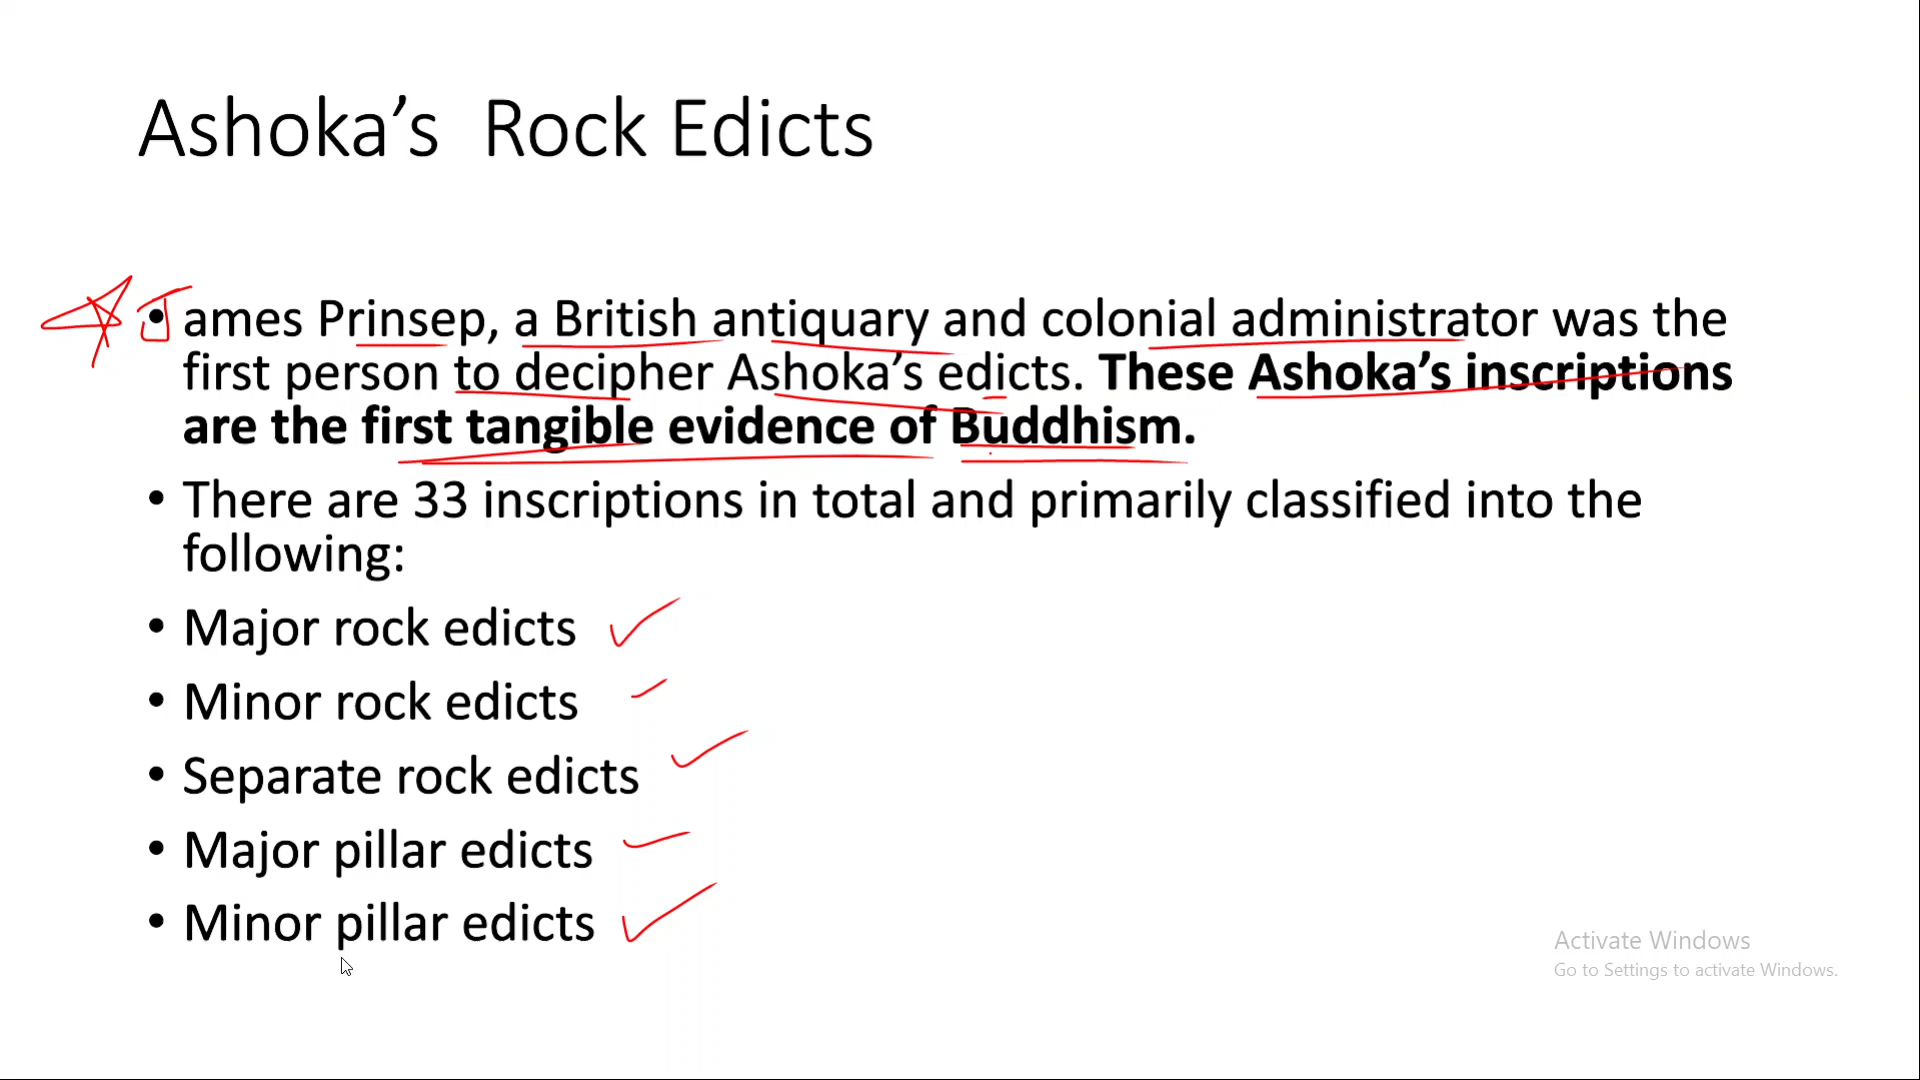 Ashoka’s Rock Edicts
• James Prinsep, a British antiquary and colonial administrator was the
first person to decipher Ashoka’s edicts. These Ashoka’s inscriptions
are the first tangible evidence of Buddhism.
• There are 33 inscriptions in total and primarily classified into the
following:
• Major rock edicts
• Minor rock edicts
• Separate rock edicts
• Major pillar edicts
• Minor pillar edicts
Activate Windows
Go to Settings to activate Windows.